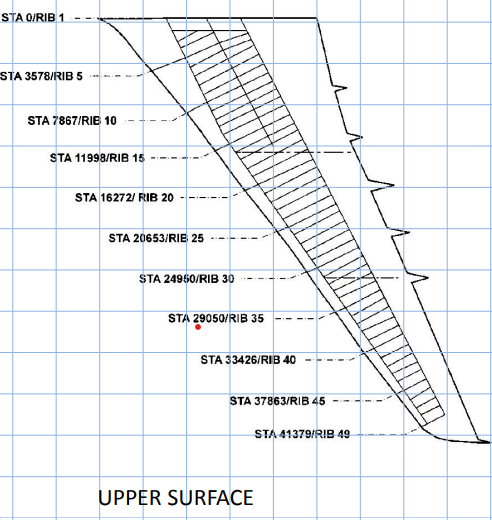 STA 0/RIB 1
STA 3578/RIB 5
STA 7867/RIB 10
STA 11998/RIB 15
STA 16272/ RIB 20
STA 20653/RIB 25
STA 24950/RIB 30
STA 29050/RIB 35
STA 33426/RIB 40
STA 37863/RIB 45
STA 41379/RIB 49
UPPER SURFACE